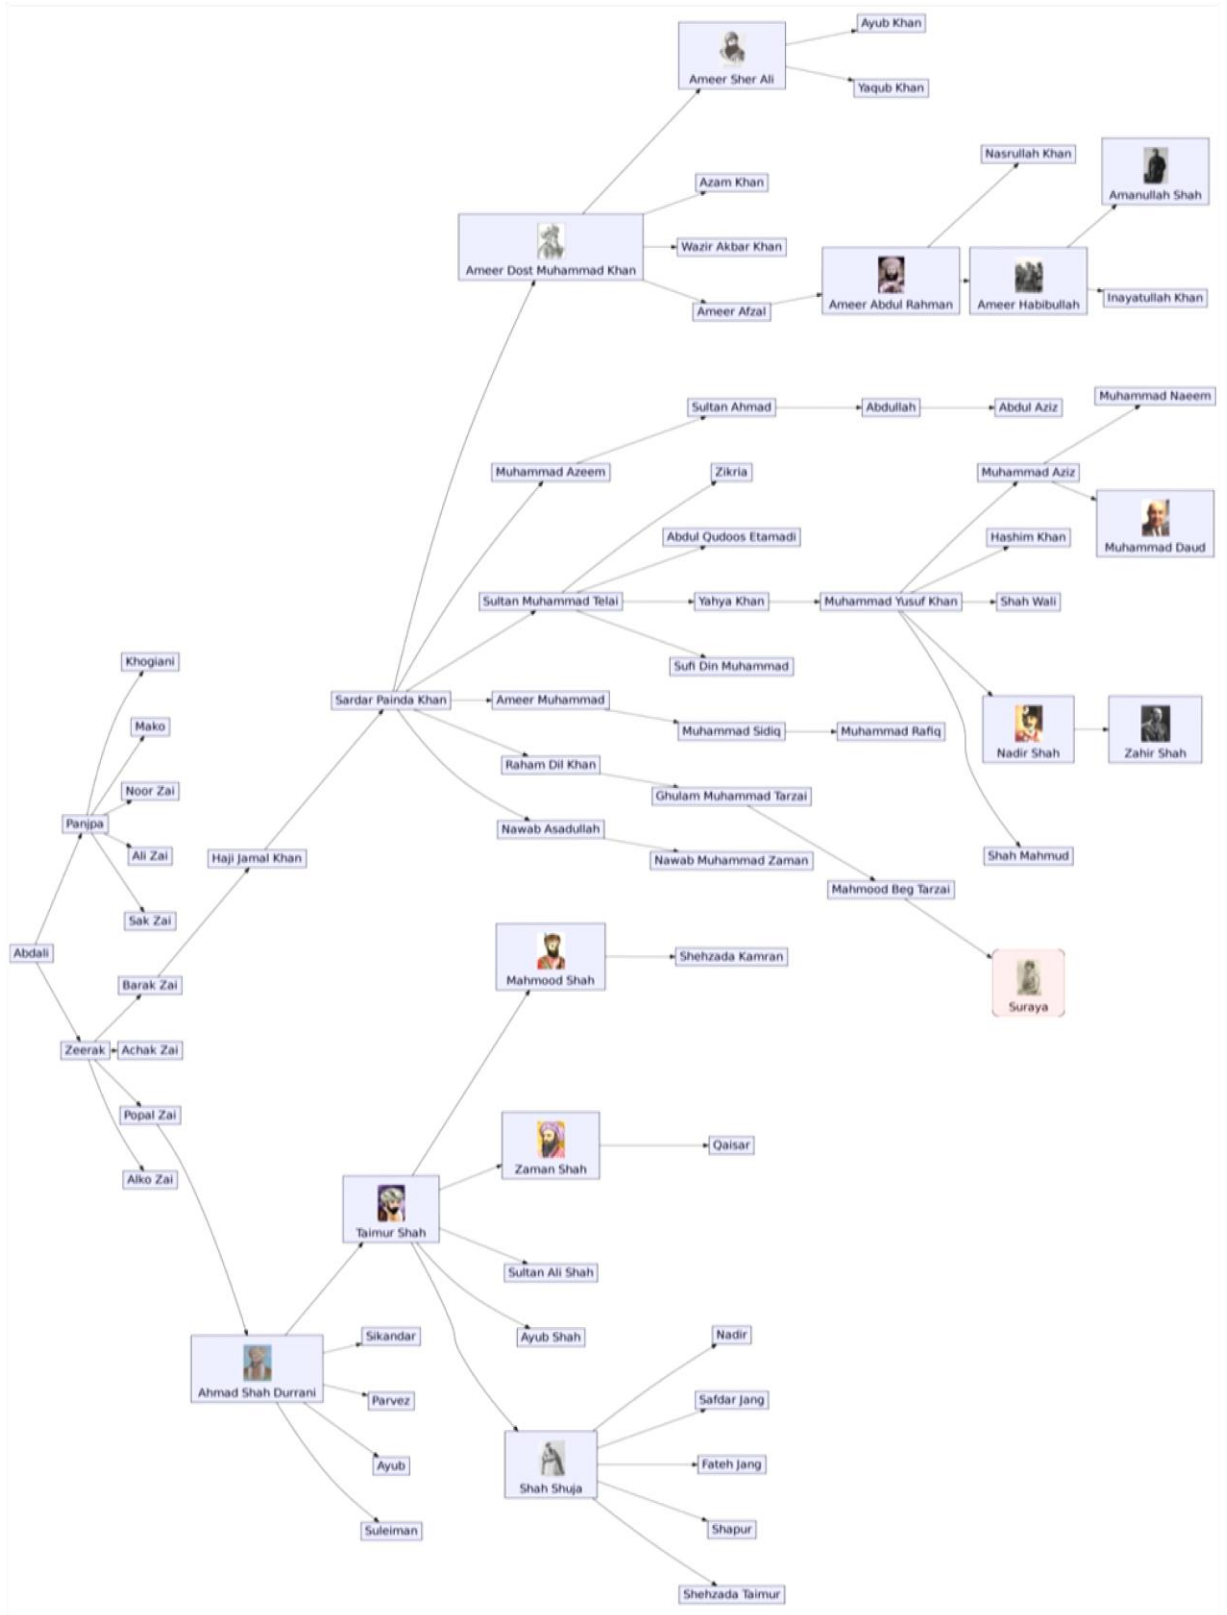 Ayub Khan
Ameer Sher Ali
Yaqub Khan
Nasrullah Khan
Azam Khan
Amanullah Shah
Wazir Akbar Khan
Ameer Dost Muhammad Khan
Inayatullah Khan
Ameer Abdul Rahman
Ameer Habibullah
Ameer Afzal
Muhammad Naeem
Sultan Ahmad
Abdullah
Abdul Aziz
Muhammad Azeem
Zikria
Muhammad Aziz
Abdul Qudoos Etamadi
Hashim Khan
Muhammad Daud
Sultan Muhammad Telai
Yahya Khan
Muhammad Yusuf Khan
Shah Wali
Khogiani
Sufi Din Muhammad
Sardar Painda Khan
Ameer Muhammad
Mako
Muhammad Sidiq
Muhammad Rafiq
Nadir Shah
Zahir Shah
Raham Dil Khan
Noor Zai
Ghulam Muhammad Tarzai
Panjpa
Nawab Asadullah
Ali Zai
Haji Jamal Khan
Nawab Muhammad Zaman
Shah Mahmud
Mahmood Beg Tarzai
Sak Zai
Abdali
Shehzada Kamran
Mahmood Shah
Barak Zai
Suraya
Zeerak
Achak Zai
Popal Zai
Qaisar
Zaman Shah
Alko Zai
Taimur Shah
Sultan Ali Shah
Sikandar
Ayub Shah
Nadir
Ahmad Shah Durrani
Parvez
Safdar Jang
Ayub
Fateh Jang
Shah Shuja
Suleiman
Shapur
Shehzada Taimur